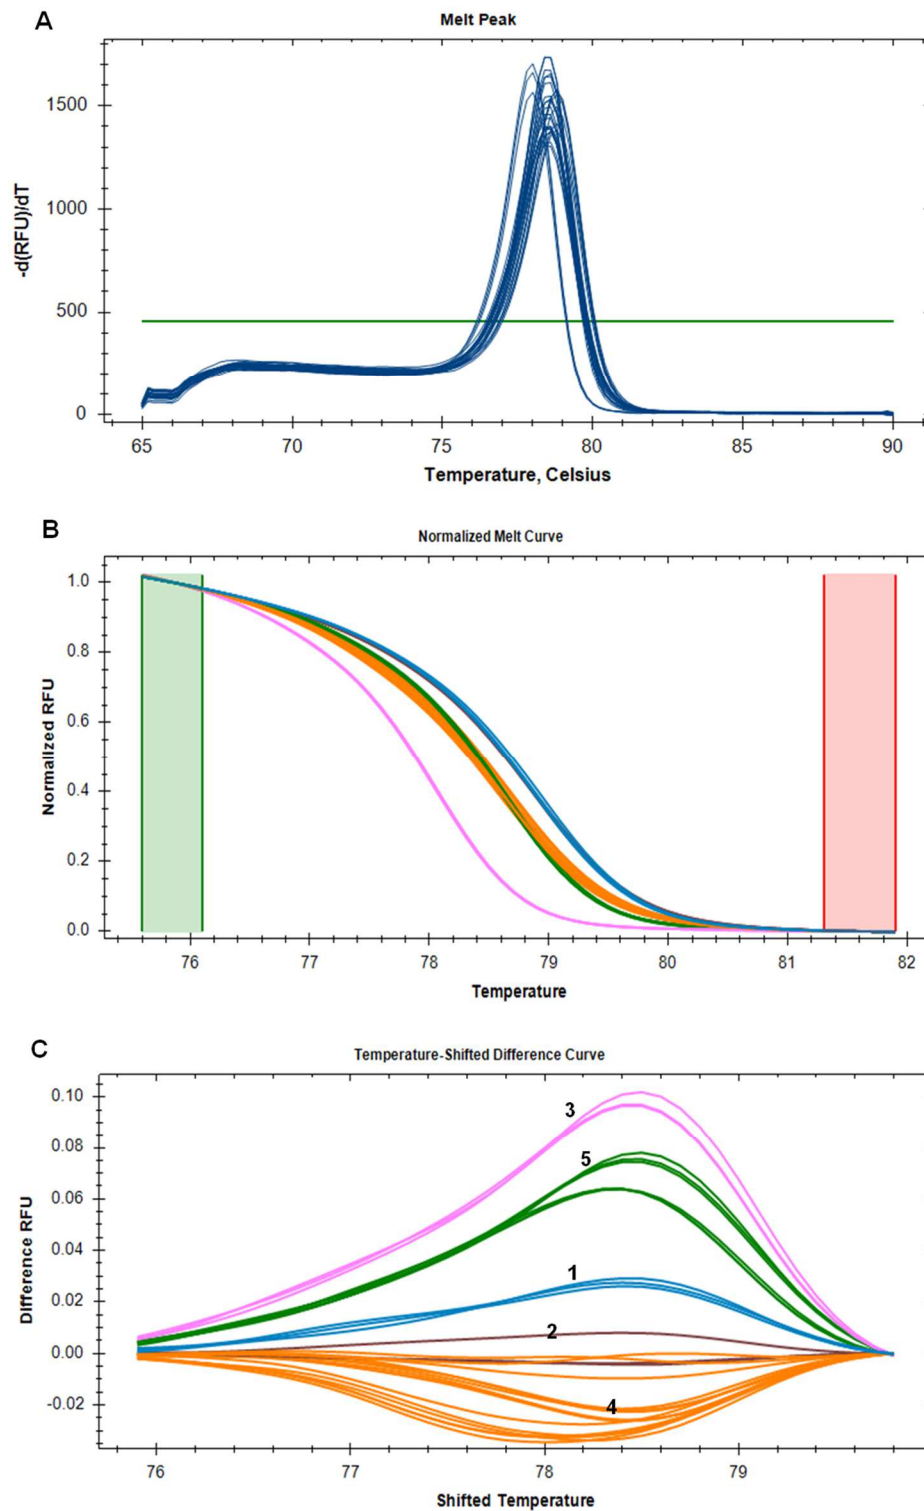 A
Melt Peak
-d(RFU)/dT
1500
1000
500
0
65 70 75 80 85 90
Temperature, Celsius
B
Normalized Melt Curve
Normalized RFU
1.0
0.8
0.6
0.4
0.2
0.0
76 77 78 79 80 81 82
Temperature
C
Temperature-Shifted Difference Curve
Difference RFU
0.10
0.08
0.06
0.04
0.02
0.00
-0.02
3
5
1
2
4
76 77 78 79
Shifted Temperature